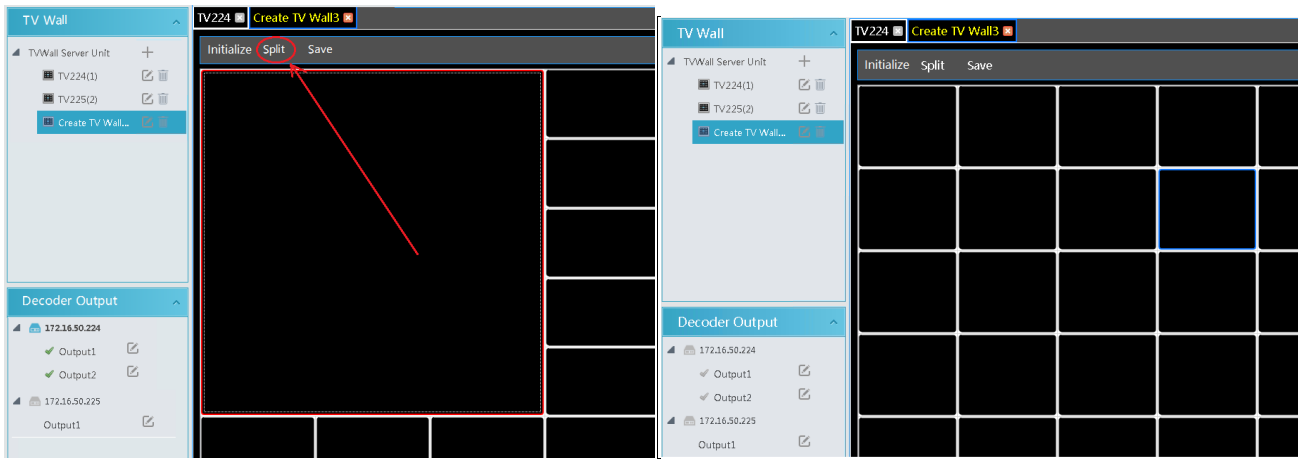 TV Wall
TVWall Server Unit
TV224(1)
TV225(2)
Create TV Wall...
Decoder Output
172.16.50.224
Output1
Output2
172.16.50.225
Output1
TV224 Create TV Wall3
Initialize Split Save
TV Wall
TVWall Server Unit
TV224(1)
TV225(2)
Create TV Wall...
Decoder Output
172.16.50.224
Output1
Output2
172.16.50.225
Output1
TV224 Create TV Wall3
Initialize Split Save